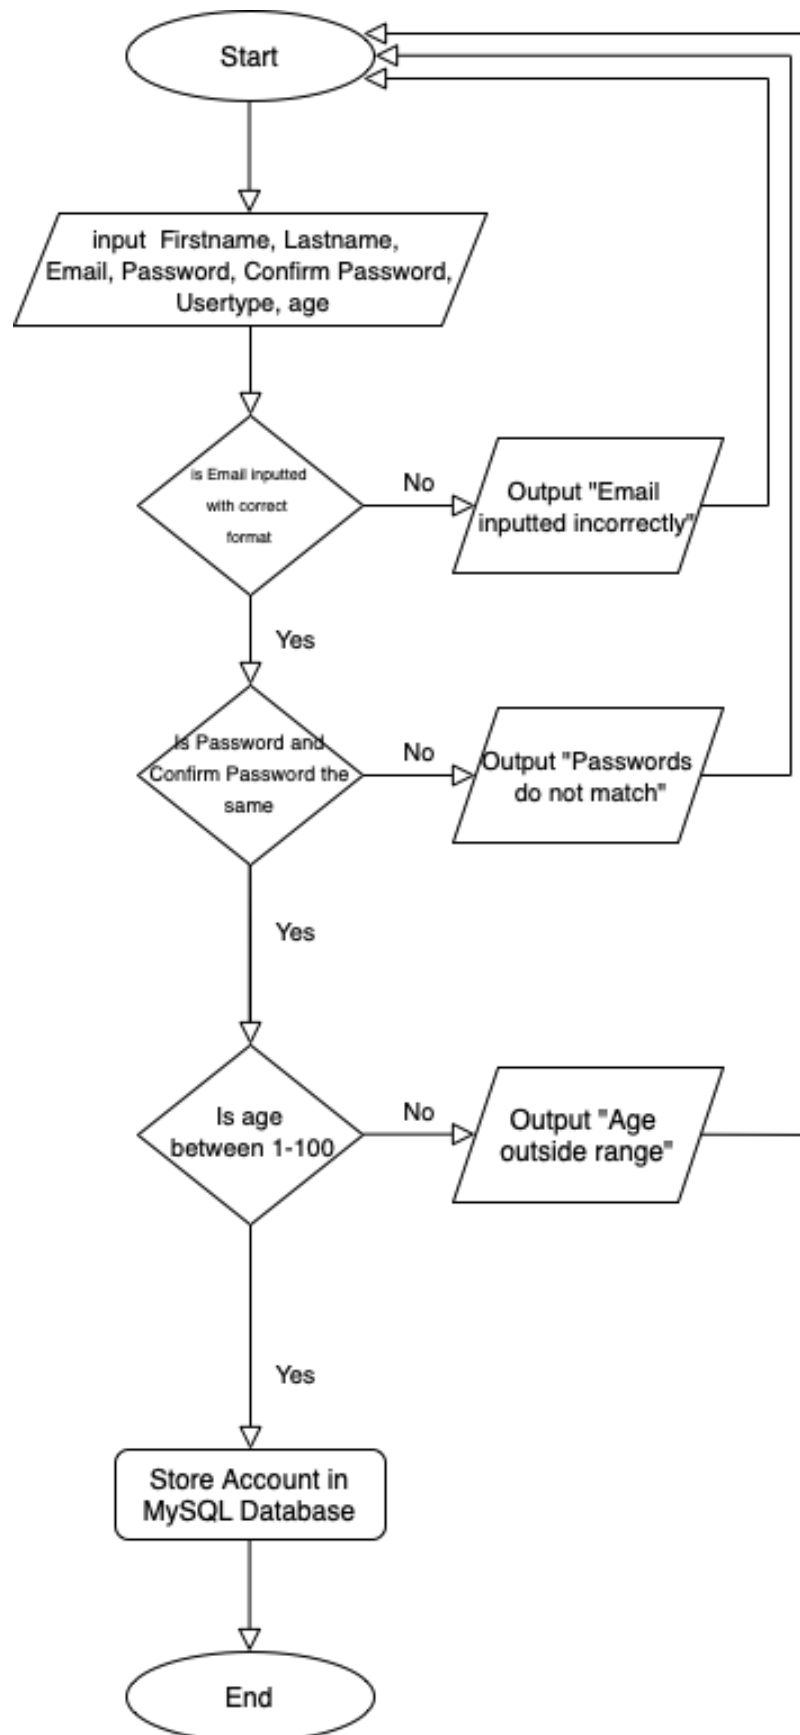 Start
input  Firstname, Lastname,
Email, Password, Confirm Password,
Usertype, age
is Email inputted
with correct
format
No
Output "Email
inputted incorrectly"
Yes
Is Password and
Confirm Password the
same
No
Output "Passwords
do not match"
Yes
Is age
between 1-100
No
Output "Age
outside range"
Yes
Store Account in
MySQL Database
End